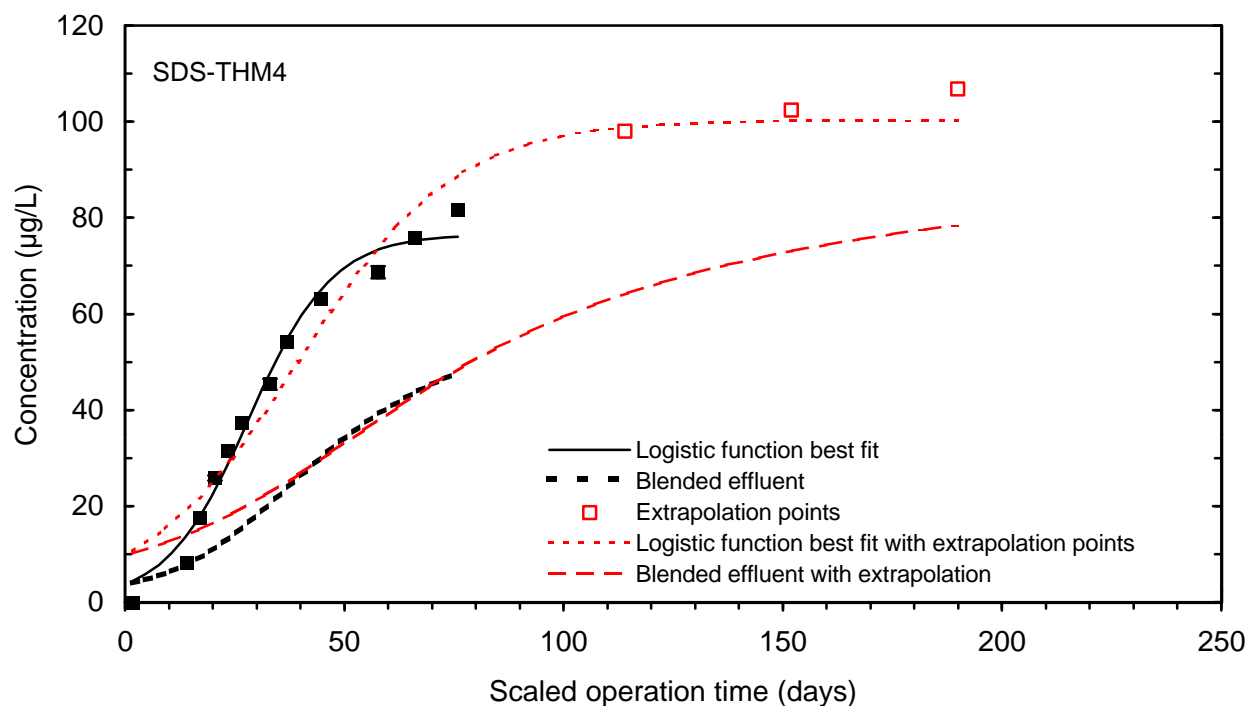 120
100
80
60
40
20
0
Concentration (µg/L)
SDS-THM4
Logistic function best fit
Blended effluent
Extrapolation points
Logistic function best fit with extrapolation points
Blended effluent with extrapolation
0 50 100 150 200 250
Scaled operation time (days)